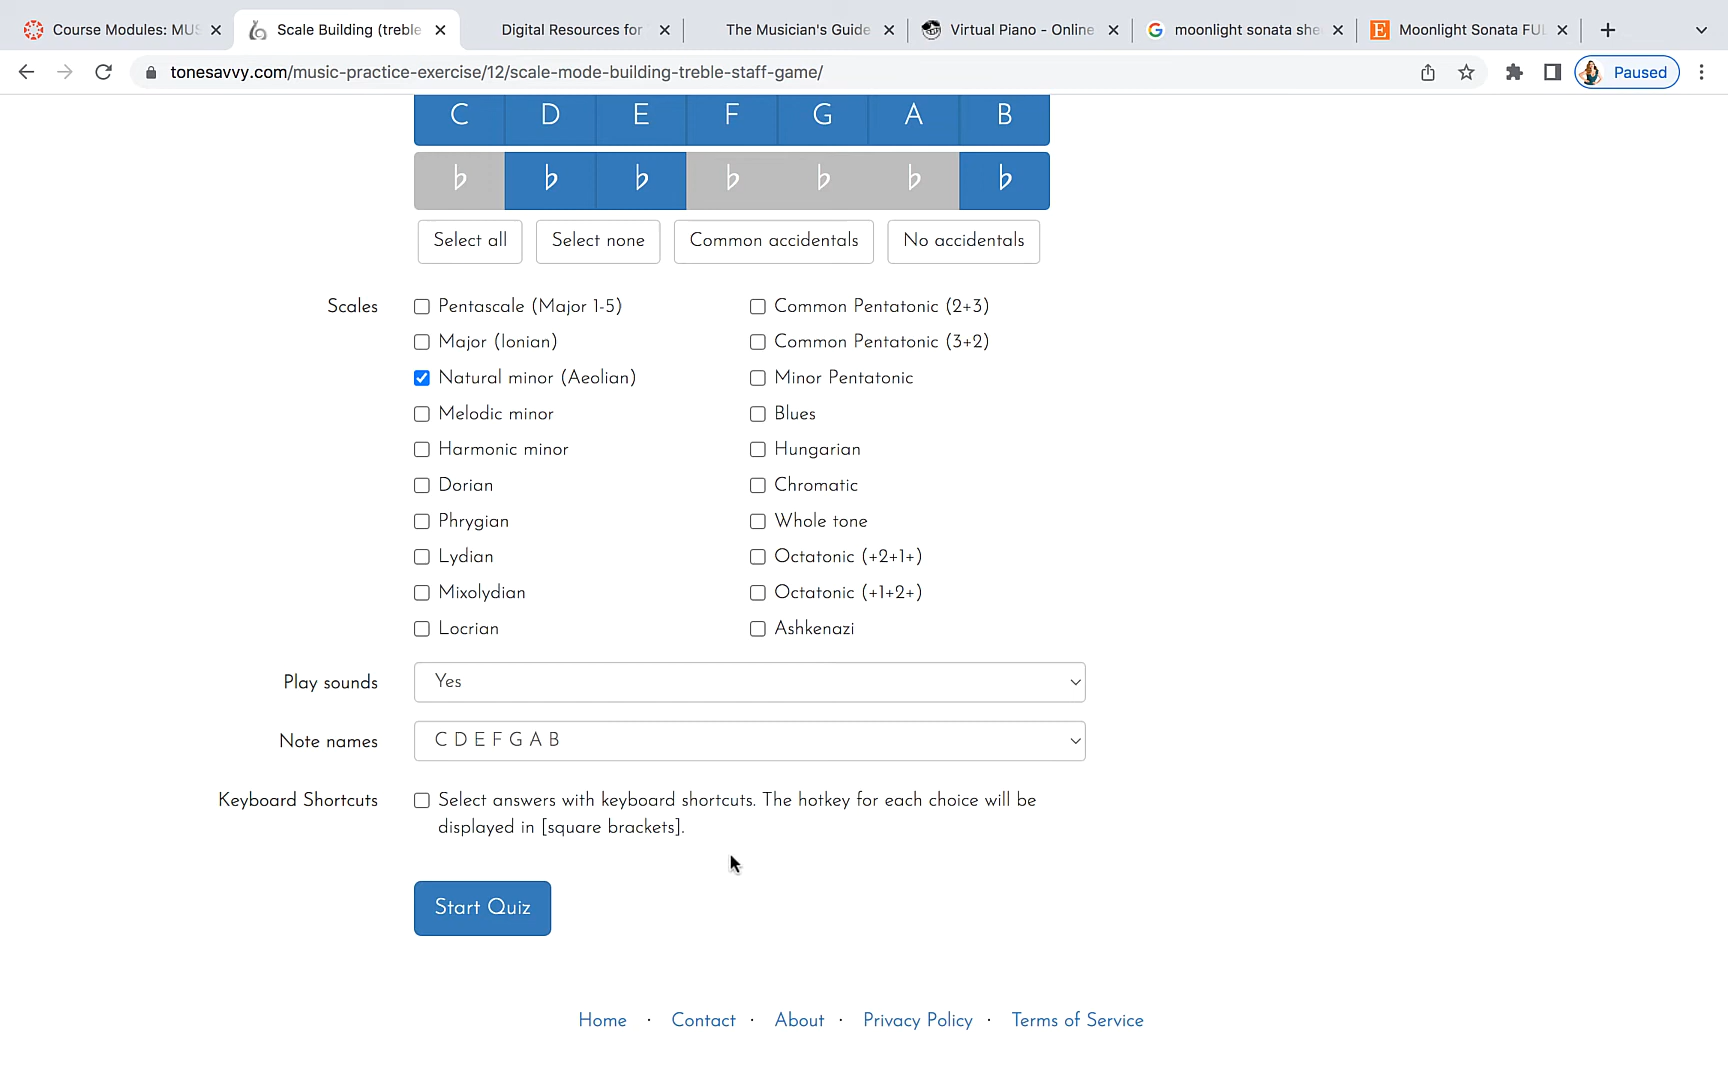 Course Modules: MUS
Scale Building (treble
Digital Resources for
The Musician's Guide
Virtual Piano - Online
moonlight sonata she
Moonlight Sonata FUL
tonesavvy.com/music-practice-exercise/12/scale-mode-building-treble-staff-game/
Paused
C D E F G A B
♭ ♭ ♭ ♭ ♭ ♭ ♭
Select all Select none Common accidentals No accidentals
Scales
Pentascale (Major 1-5) Common Pentatonic (2+3)
Major (Ionian) Common Pentatonic (3+2)
Natural minor (Aeolian) Minor Pentatonic
Melodic minor Blues
Harmonic minor Hungarian
Dorian Chromatic
Phrygian Whole tone
Lydian Octatonic (+2+1+)
Mixolydian Octatonic (+1+2+)
Locrian Ashkenazi
Play sounds Yes
Note names C D E F G A B
Keyboard Shortcuts Select answers with keyboard shortcuts. The hotkey for each choice will be
displayed in [square brackets].
Start Quiz
Home · Contact · About · Privacy Policy · Terms of Service